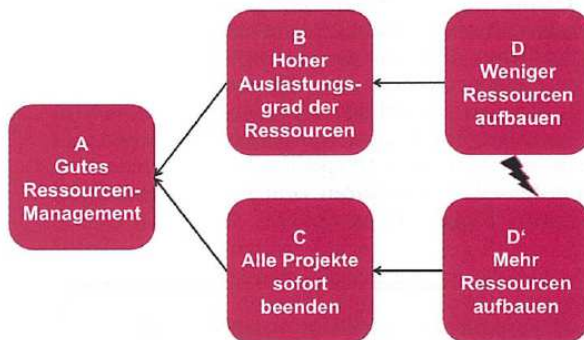 B
Hoher
Auslastungs-
grad der
Ressourcen
D
Weniger
Ressourcen
aufbauen
A
Gutes
Ressourcen-
Management
C
Alle Projekte
sofort
beenden
D‘
Mehr
Ressourcen
aufbauen